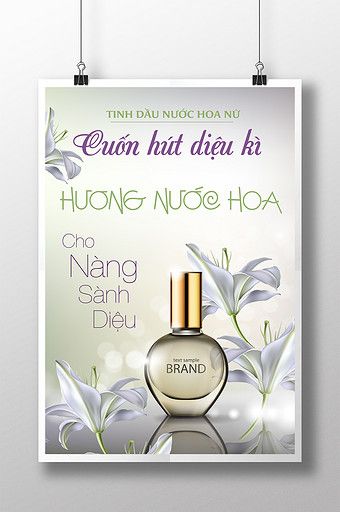 TINH DẦU NƯỚC HOA NỮ
Cuốn hút diệu kì
HƯƠNG NƯỚC HOA
Cho
Nàng
Sành
Diệu
text sample
BRAND